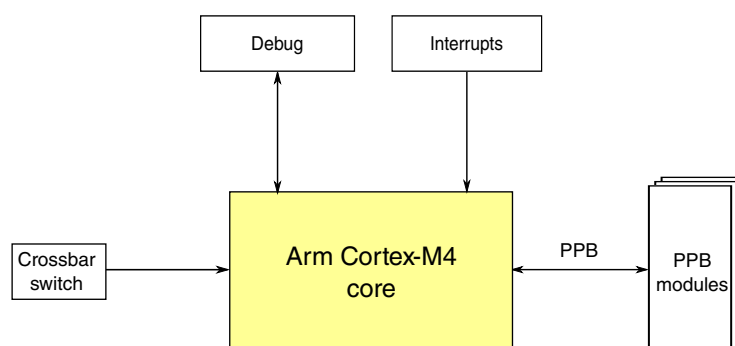 Debug
Interrupts
Crossbar
switch
Arm Cortex-M4
core
PPB
PPB
modules